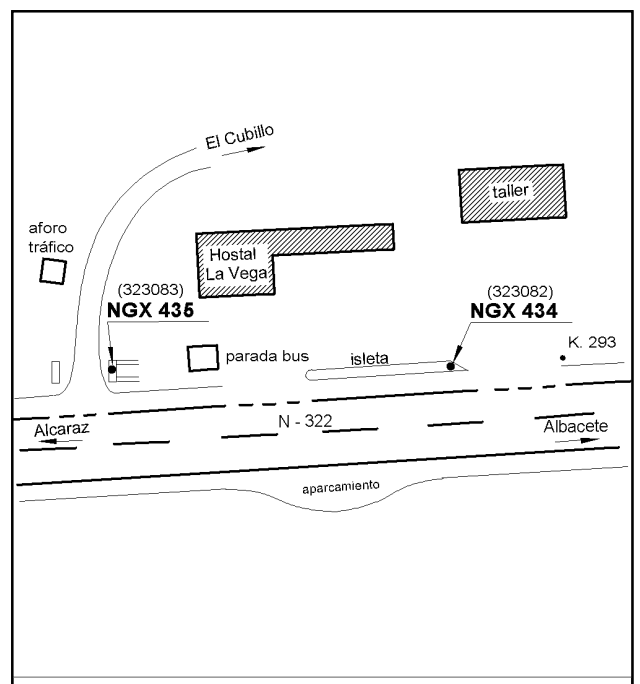 El Cubillo
taller
aforo
tráfico
Hostal
La Vega
(323083)
NGX 435
(323082)
NGX 434
K. 293
parada bus
isleta
Alcaraz
N - 322
Albacete
aparcamiento